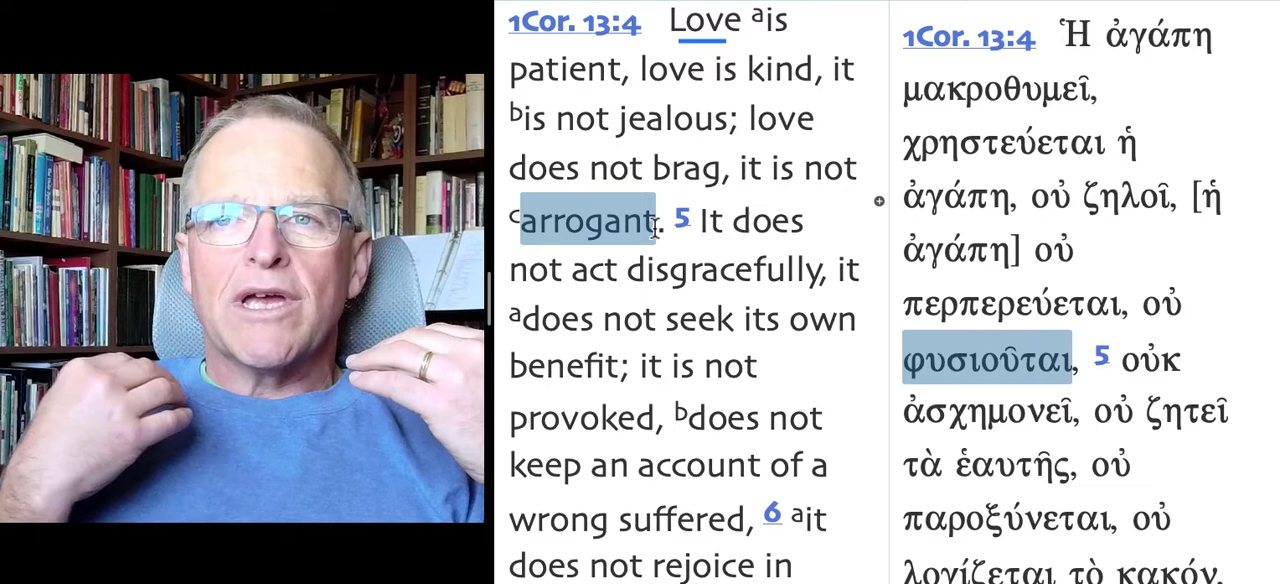 1Cor. 13:4 Love ᵃis
patient, love is kind, it
ᵇis not jealous; love
does not brag, it is not
ᶜarrogant. 5 It does
not act disgracefully, it
ᵃdoes not seek its own
benefit; it is not
provoked, ᵇdoes not
keep an account of a
wrong suffered, 6 ᵃit
does not rejoice in
1Cor. 13:4 Ἡ ἀγάπη
μακροθυμεῖ,
χρηστεύεται ἡ
ἀγάπη, οὐ ζηλοῖ, [ἡ
ἀγάπη] οὐ
περπερεύεται, οὐ
φυσιοῦται, 5 οὐκ
ἀσχημονεῖ, οὐ ζητεῖ
τὰ ἑαυτῆς, οὐ
παροξύνεται, οὐ
λογίζεται τὸ κακόν,